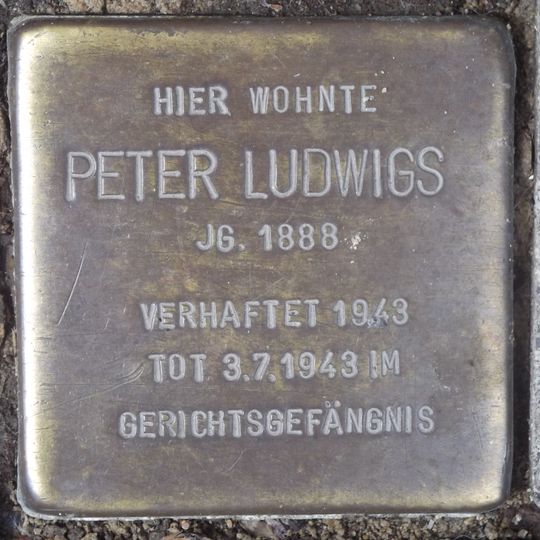 HIER WOHNTE
PETER LUDWIGS
JG. 1888
VERHAFTET 1943
TOT 3.7.1943 IM
GERICHTSGEFÄNGNIS